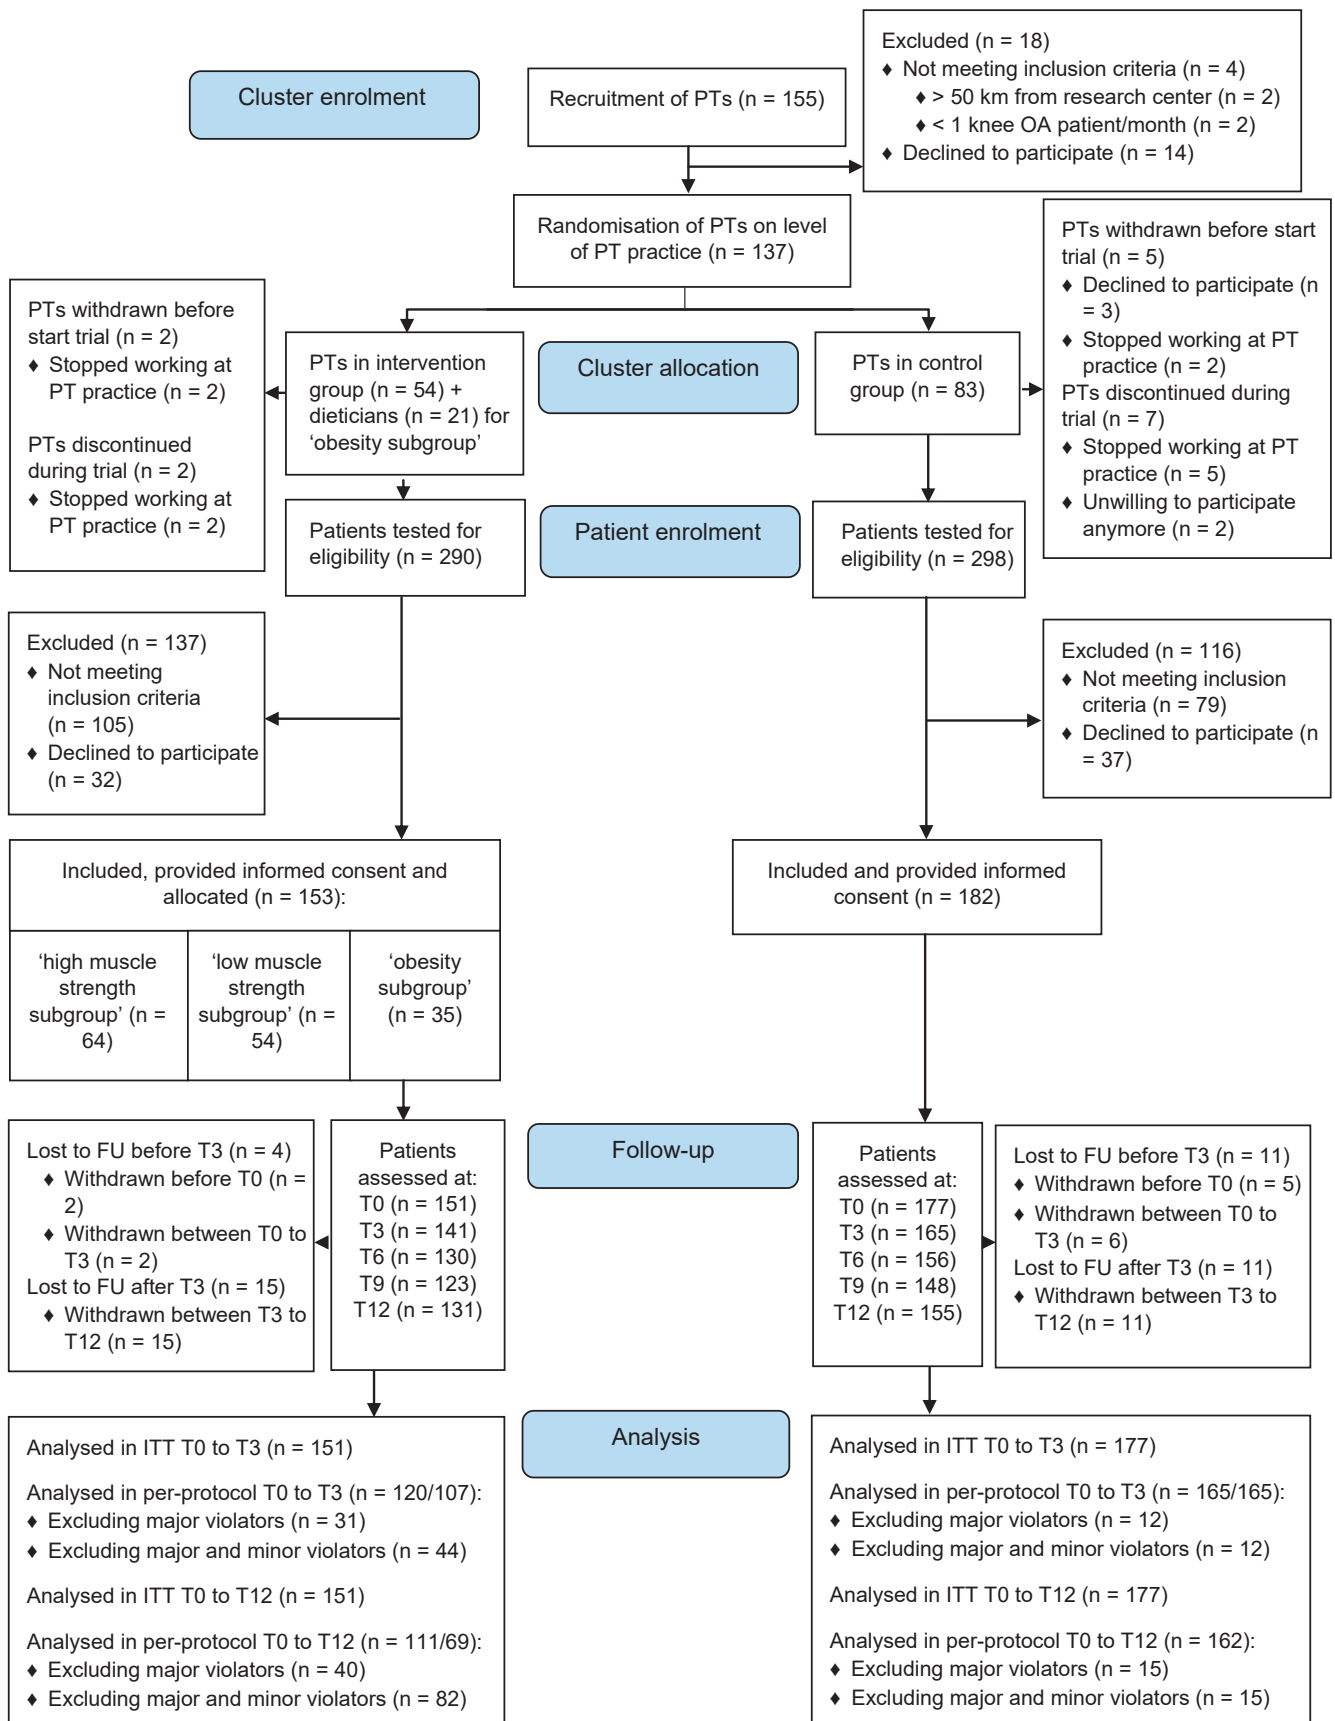 Cluster enrolment
Recruitment of PTs (n = 155)
Excluded (n = 18)
♦ Not meeting inclusion criteria (n = 4)
♦ > 50 km from research center (n = 2)
♦ < 1 knee OA patient/month (n = 2)
♦ Declined to participate (n = 14)
Randomisation of PTs on level
of PT practice (n = 137)
PTs withdrawn before
start trial (n = 2)
♦ Stopped working at
PT practice (n = 2)
PTs discontinued
during trial (n = 2)
♦ Stopped working at
PT practice (n = 2)
PTs in intervention
group (n = 54) +
dieticians (n = 21) for
‘obesity subgroup’
Cluster allocation
PTs in control
group (n = 83)
PTs withdrawn before start
trial (n = 5)
♦ Declined to participate (n
= 3)
♦ Stopped working at PT
practice (n = 2)
PTs discontinued during
trial (n = 7)
♦ Stopped working at PT
practice (n = 5)
♦ Unwilling to participate
anymore (n = 2)
Patients tested for
eligibility (n = 290)
Patient enrolment
Patients tested for
eligibility (n = 298)
Excluded (n = 137)
♦ Not meeting
inclusion criteria
(n = 105)
♦ Declined to participate
(n = 32)
Excluded (n = 116)
♦ Not meeting inclusion
criteria (n = 79)
♦ Declined to participate (n
= 37)
Included, provided informed consent and
allocated (n = 153):
‘high muscle
strength
subgroup’ (n =
64)
‘low muscle
strength
subgroup’ (n =
54)
‘obesity
subgroup’
(n = 35)
Included and provided informed
consent (n = 182)
Lost to FU before T3 (n = 4)
♦ Withdrawn before T0 (n =
2)
♦ Withdrawn between T0 to
T3 (n = 2)
Lost to FU after T3 (n = 15)
♦ Withdrawn between T3 to
T12 (n = 15)
Patients
assessed at:
T0 (n = 151)
T3 (n = 141)
T6 (n = 130)
T9 (n = 123)
T12 (n = 131)
Follow-up
Patients
assessed at:
T0 (n = 177)
T3 (n = 165)
T6 (n = 156)
T9 (n = 148)
T12 (n = 155)
Lost to FU before T3 (n = 11)
♦ Withdrawn before T0 (n = 5)
♦ Withdrawn between T0 to
T3 (n = 6)
Lost to FU after T3 (n = 11)
♦ Withdrawn between T3 to
T12 (n = 11)
Analysed in ITT T0 to T3 (n = 151)
Analysed in per-protocol T0 to T3 (n = 120/107):
♦ Excluding major violators (n = 31)
♦ Excluding major and minor violators (n = 44)
Analysed in ITT T0 to T12 (n = 151)
Analysed in per-protocol T0 to T12 (n = 111/69):
♦ Excluding major violators (n = 40)
♦ Excluding major and minor violators (n = 82)
Analysis
Analysed in ITT T0 to T3 (n = 177)
Analysed in per-protocol T0 to T3 (n = 165/165):
♦ Excluding major violators (n = 12)
♦ Excluding major and minor violators (n = 12)
Analysed in ITT T0 to T12 (n = 177)
Analysed in per-protocol T0 to T12 (n = 162):
♦ Excluding major violators (n = 15)
♦ Excluding major and minor violators (n = 15)